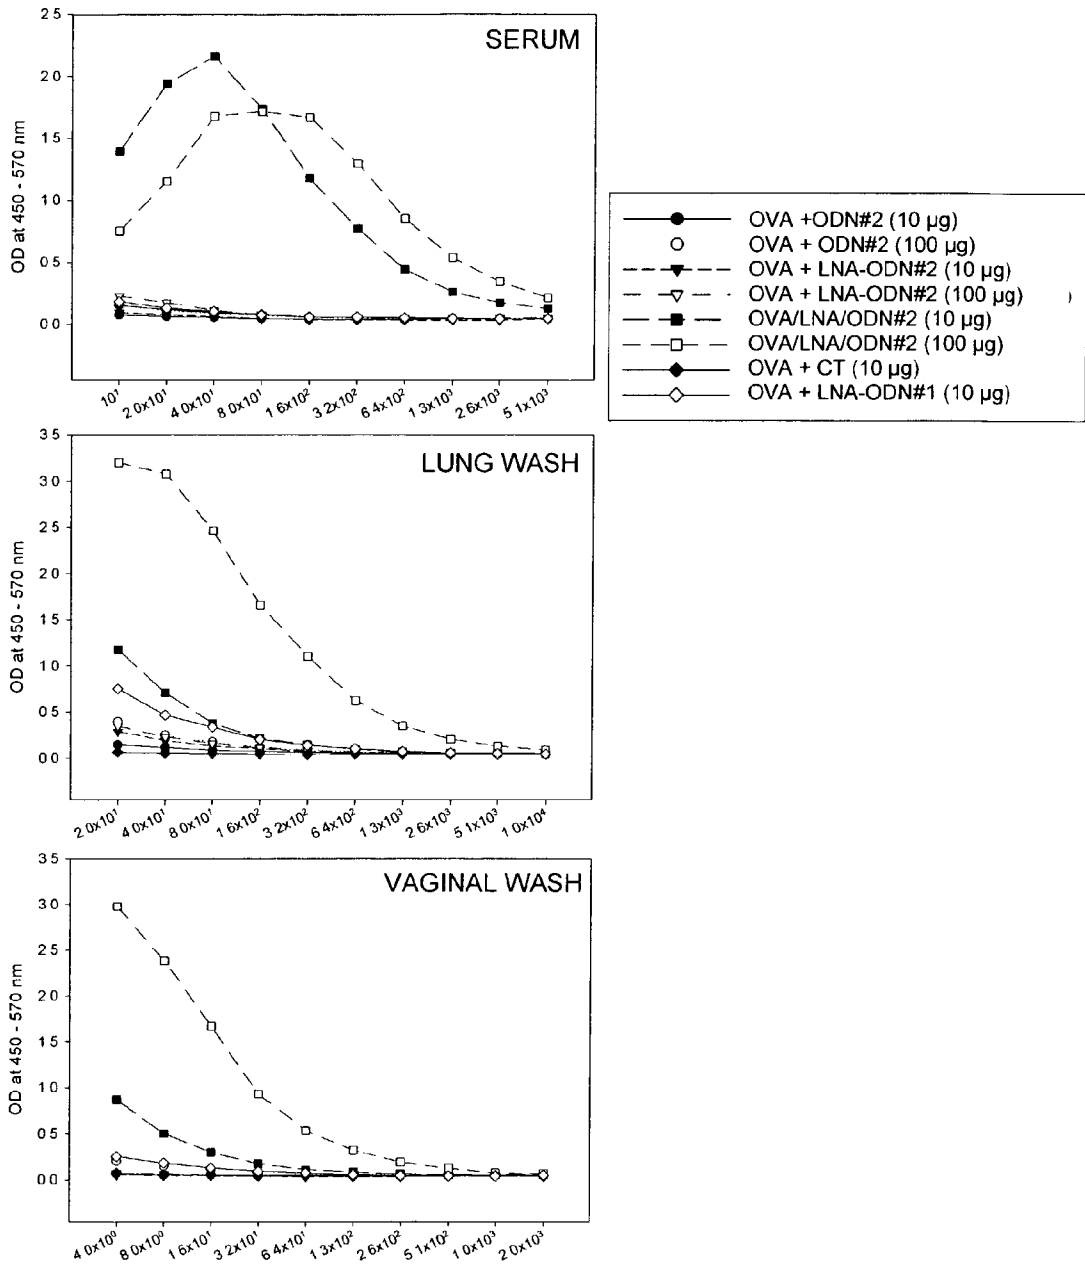 SERUM
OD at 450 - 570 nm
2 5
2 0
1 5
1 0
0 5
0 0
10¹ 2 0x10¹ 4 0x10¹ 8 0x10¹ 1 6x10² 3 2x10² 6 4x10² 1 3x10³ 2 6x10³ 5 1x10³
OVA +ODN#2 (10 µg)
OVA + ODN#2 (100 µg)
OVA + LNA-ODN#2 (10 µg)
OVA + LNA-ODN#2 (100 µg) )
OVA/LNA/ODN#2 (10 µg)
OVA/LNA/ODN#2 (100 µg)
OVA + CT (10 µg)
OVA + LNA-ODN#1 (10 µg)
LUNG WASH
OD at 450 - 570 nm
3 5
3 0
2 5
2 0
1 5
1 0
0 5
0 0
2 0x10¹ 4 0x10¹ 8 0x10¹ 1 6x10² 3 2x10² 6 4x10² 1 3x10³ 2 6x10³ 5 1x10³ 1 0x10⁴
VAGINAL WASH
OD at 450 - 570 nm
3 5
3 0
2 5
2 0
1 5
1 0
0 5
0 0
4 0x10⁰ 8 0x10⁰ 1 6x10¹ 3 2x10¹ 6 4x10¹ 1 3x10² 2 6x10² 5 1x10² 1 0x10³ 2 0x10³